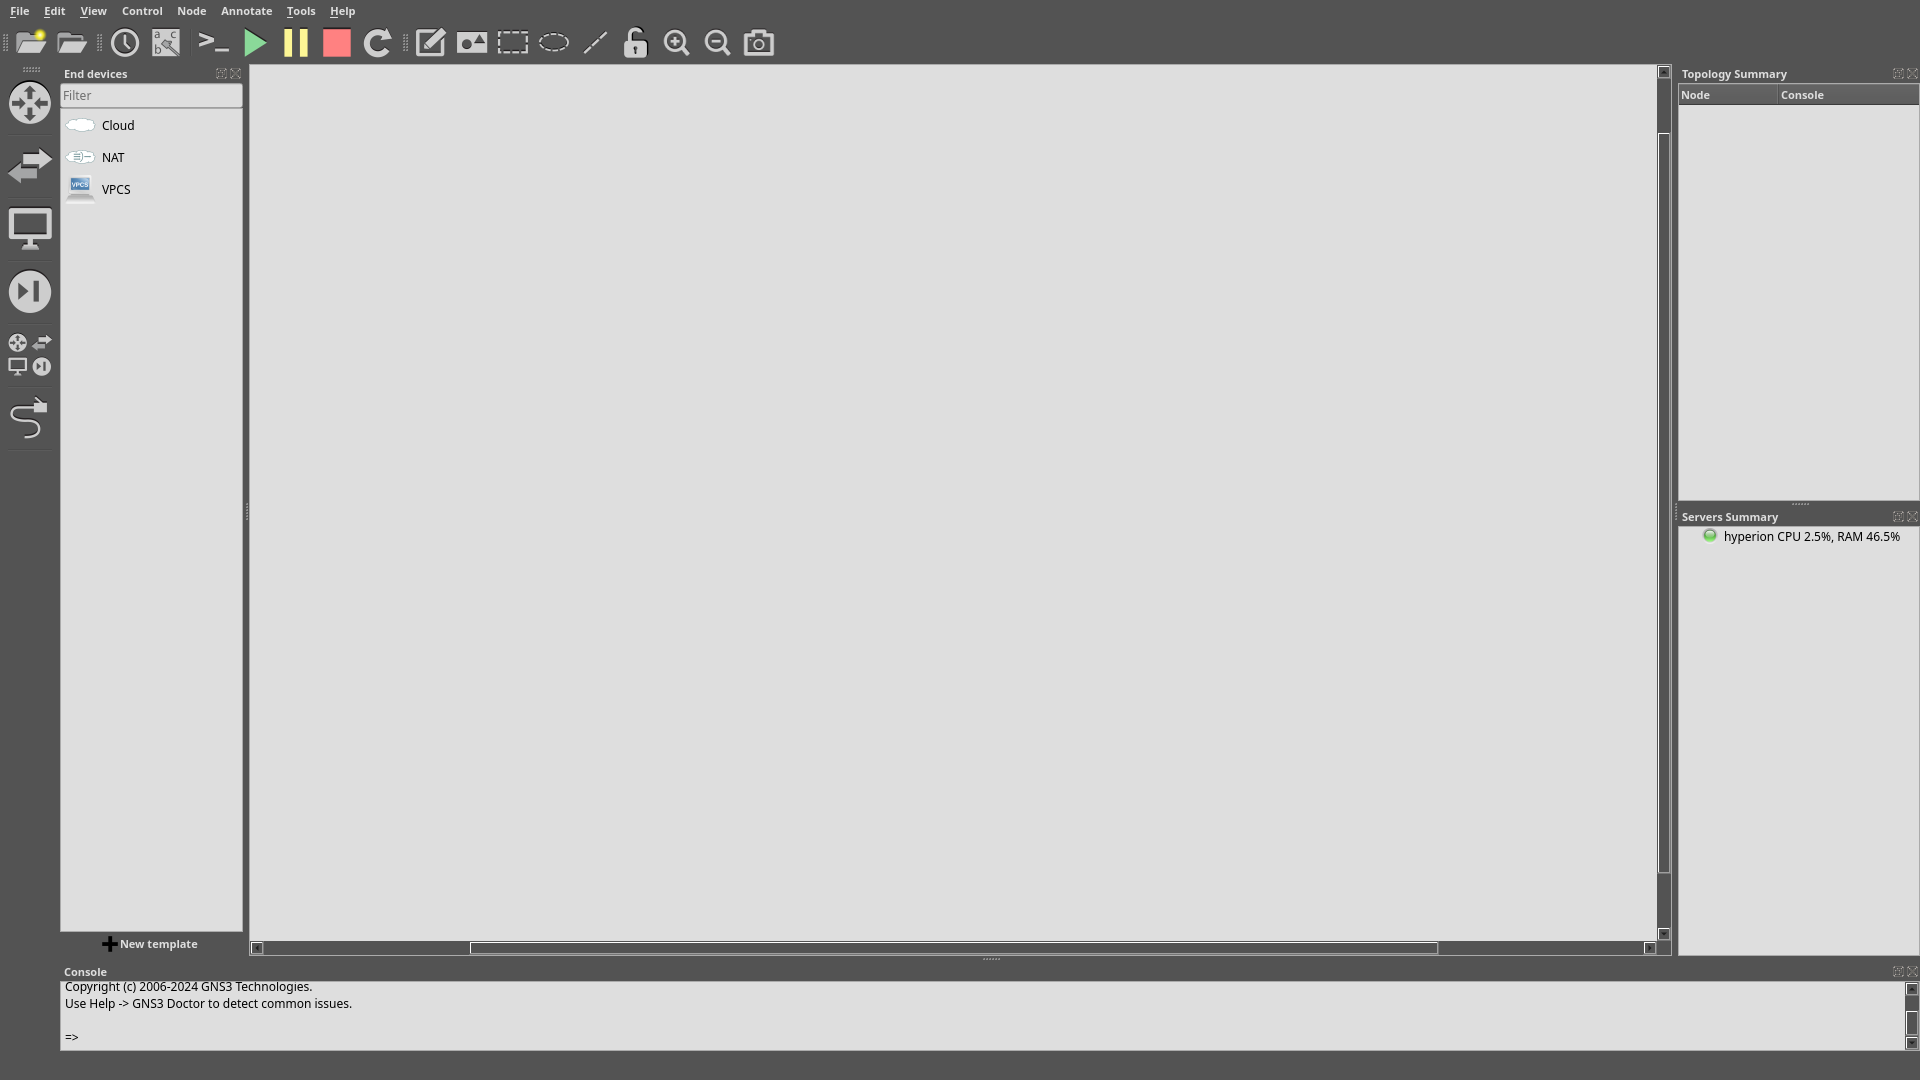 File Edit View Control Node Annotate Tools Help
a c
b
>_
End devices
Filter
Cloud
NAT
VPCS
VPCS
New template
Topology Summary
Node Console
Servers Summary
hyperion CPU 2.5%, RAM 46.5%
Console
Copyright (c) 2006-2024 GNS3 Technologies.
Use Help -> GNS3 Doctor to detect common issues.
=>